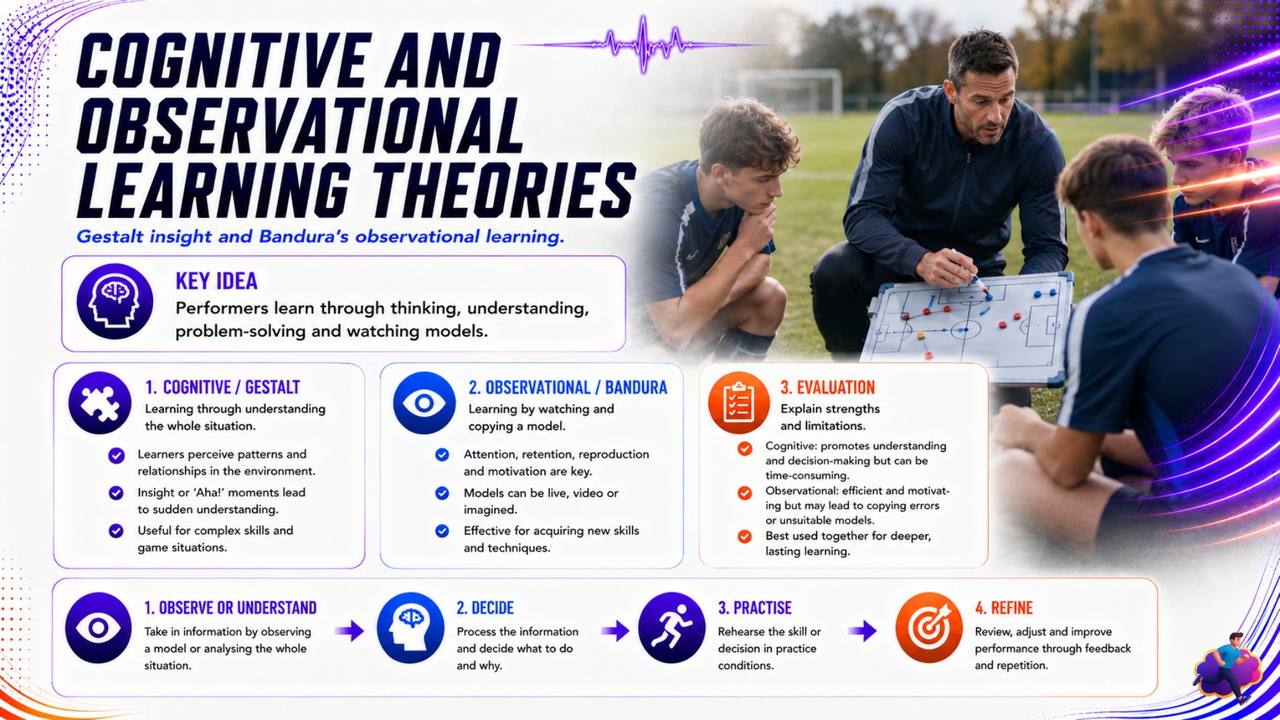 COGNITIVE AND
OBSERVATIONAL
LEARNING THEORIES
Gestalt insight and Bandura's observational learning.
KEY IDEA
Performers learn through thinking, understanding,
problem-solving and watching models.
1. COGNITIVE / GESTALT
Learning through understanding
the whole situation.
Learners perceive patterns and
relationships in the environment.
Insight or 'Aha!' moments lead
to sudden understanding.
Useful for complex skills and
game situations.
2. OBSERVATIONAL / BANDURA
Learning by watching and
copying a model.
Attention, retention, reproduction
and motivation are key.
Models can be live, video or
imagined.
Effective for acquiring new skills
and techniques.
3. EVALUATION
Explain strengths
and limitations.
Cognitive: promotes understanding
and decision-making but can be
time-consuming.
Observational: efficient and motivat-
ing but may lead to copying errors
or unsuitable models.
Best used together for deeper,
lasting learning.
1. OBSERVE OR UNDERSTAND
Take in information by observing
a model or analysing the whole
situation.
2. DECIDE
Process the information
and decide what to do
and why.
3. PRACTISE
Rehearse the skill or
decision in practice
conditions.
4. REFINE
Review, adjust and improve
performance through feedback
and repetition.